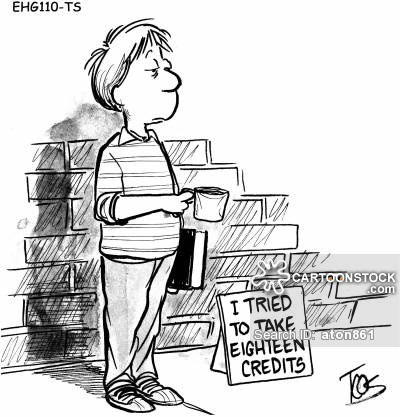 EHG110-TS
CARTOONSTOCK
.com
Search ID: aton861
I TRIED
TO TAKE
EIGHTEEN
CREDITS